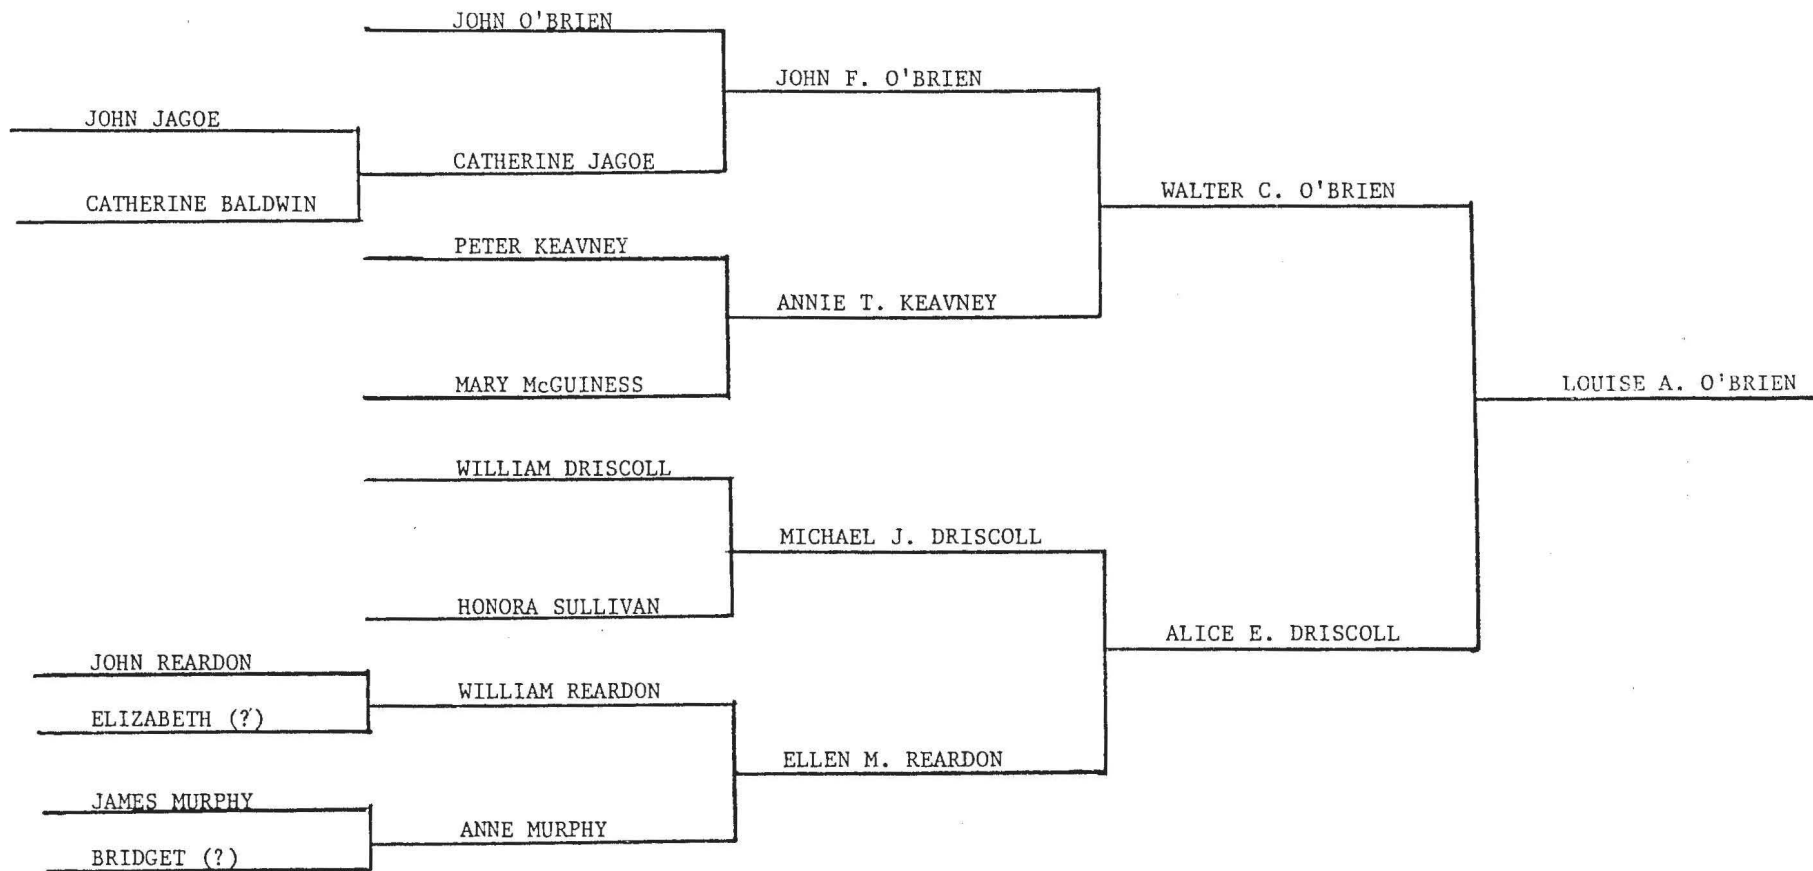 JOHN O'BRIEN
JOHN F. O'BRIEN
JOHN JAGOE
CATHERINE JAGOE
CATHERINE BALDWIN
WALTER C. O'BRIEN
PETER KEAVNEY
ANNIE T. KEAVNEY
MARY McGUINESS
LOUISE A. O'BRIEN
WILLIAM DRISCOLL
MICHAEL J. DRISCOLL
HONORA SULLIVAN
ALICE E. DRISCOLL
JOHN REARDON
WILLIAM REARDON
ELIZABETH (?)
ELLEN M. REARDON
JAMES MURPHY
ANNE MURPHY
BRIDGET (?)